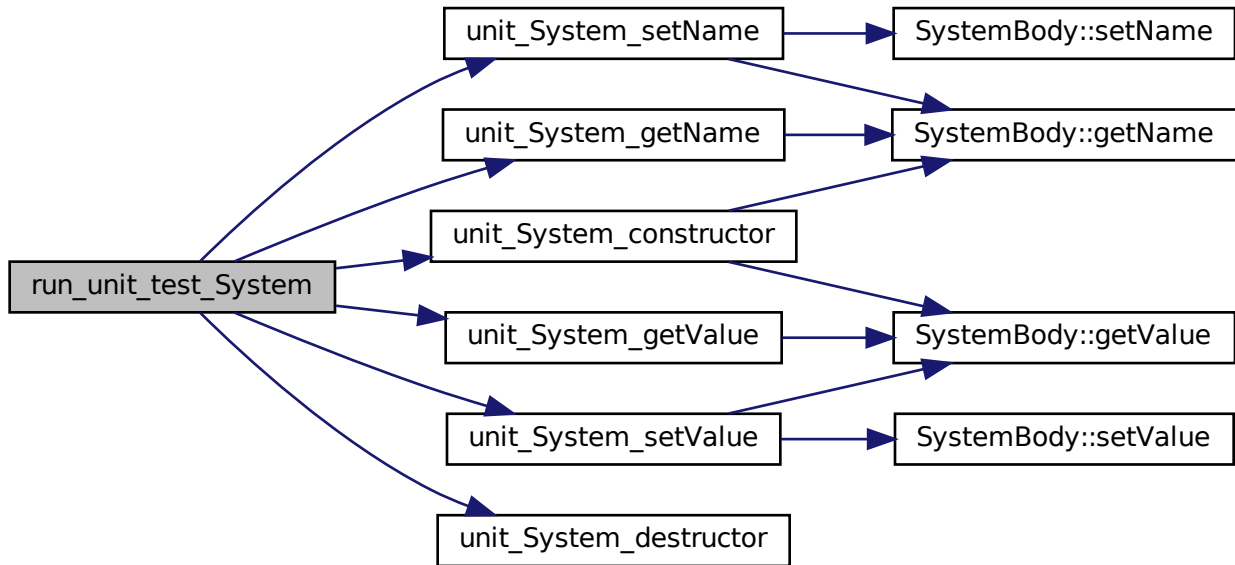 unit_System_setName
SystemBody::setName
unit_System_getName
SystemBody::getName
unit_System_constructor
run_unit_test_System
unit_System_getValue
SystemBody::getValue
unit_System_setValue
SystemBody::setValue
unit_System_destructor